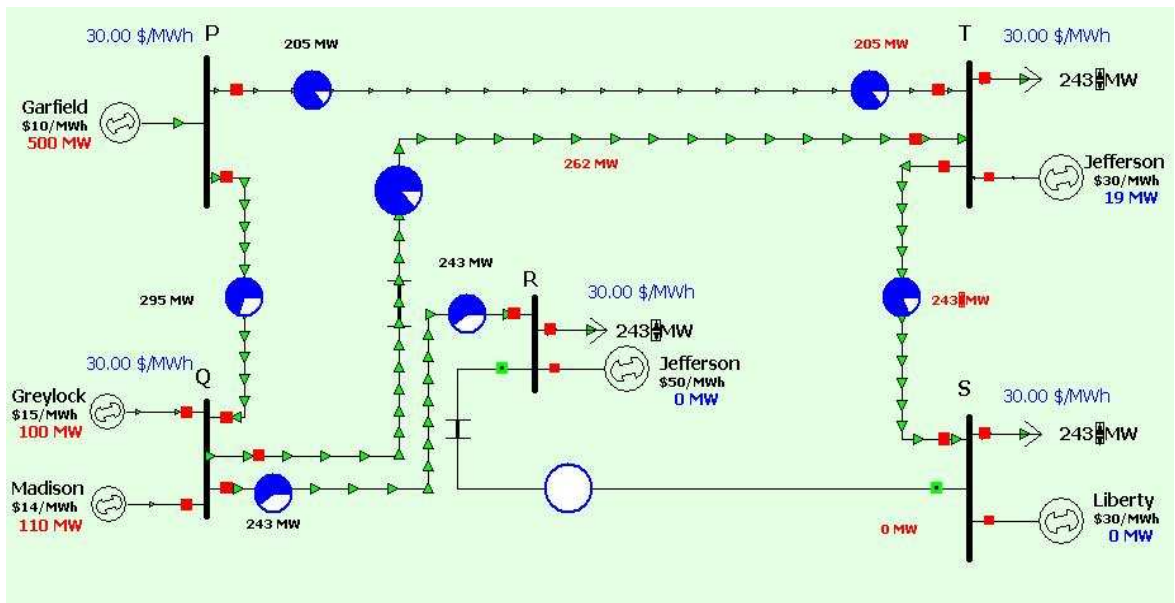 P
30.00 $/MWh
205 MW
205 MW
T
30.00 $/MWh
243 MW
Garfield
$10/MWh
500 MW
262 MW
Jefferson
$30/MWh
19 MW
243 MW
R
30.00 $/MWh
295 MW
243 MW
243 MW
30.00 $/MWh
Q
Jefferson
$50/MWh
0 MW
Greylock
$15/MWh
100 MW
S
30.00 $/MWh
243 MW
Madison
$14/MWh
110 MW
243 MW
0 MW
Liberty
$30/MWh
0 MW